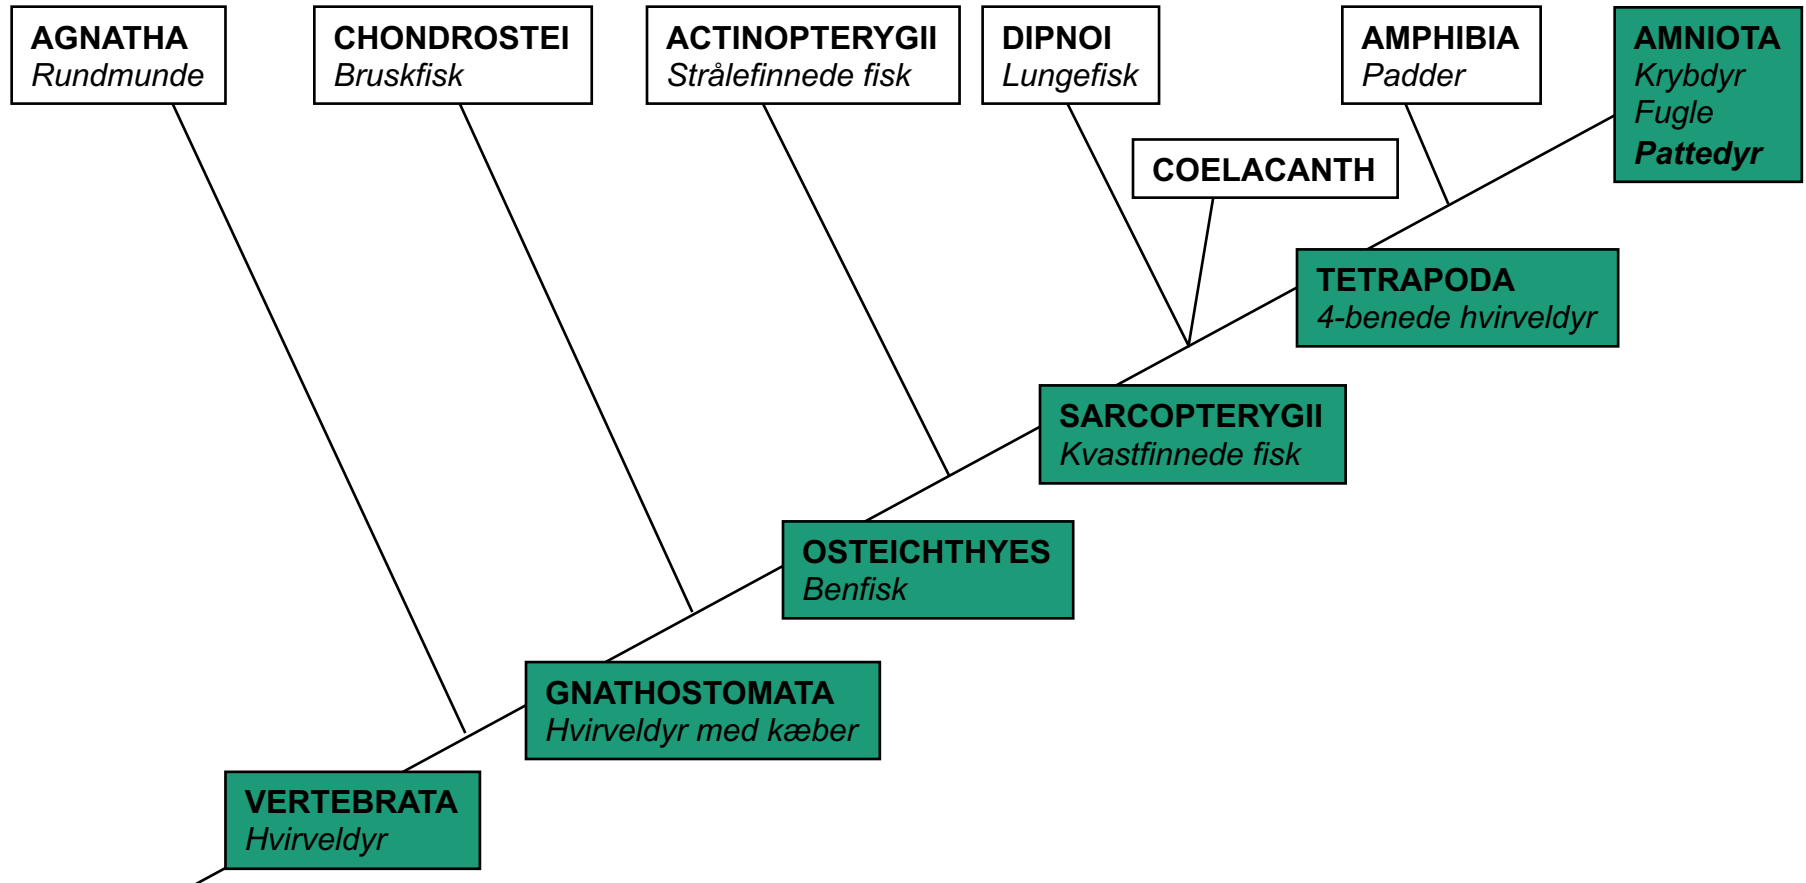 AGNATHA
Rundmunde
CHONDROSTEI
Bruskfisk
ACTINOPTERYGII
Strålefinnede fisk
DIPNOI
Lungefisk
AMPHIBIA
Padder
AMNIOTA
Krybdyr
Fugle
Pattedyr
COELACANTH
TETRAPODA
4-benede hvirveldyr
SARCOPTERYGII
Kvastfinnede fisk
OSTEICHTHYES
Benfisk
GNATHOSTOMATA
Hvirveldyr med kæber
VERTEBRATA
Hvirveldyr